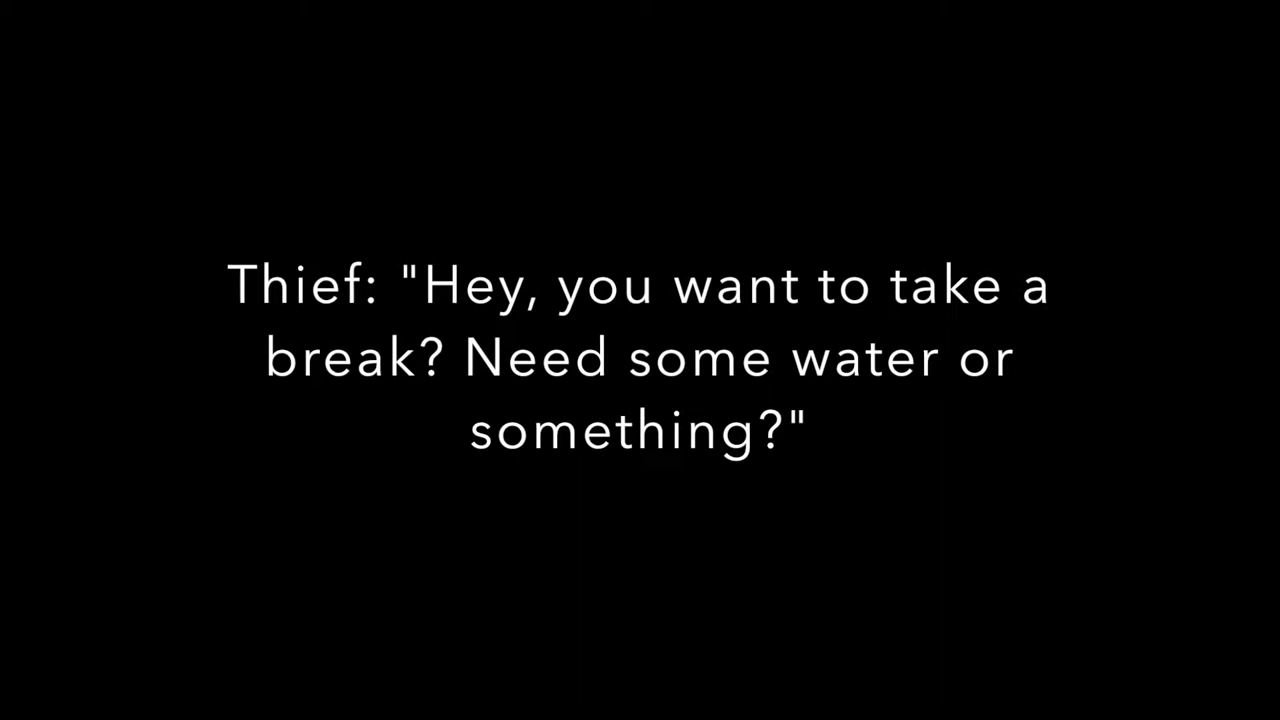 Thief: "Hey, you want to take a
break? Need some water or
something?"